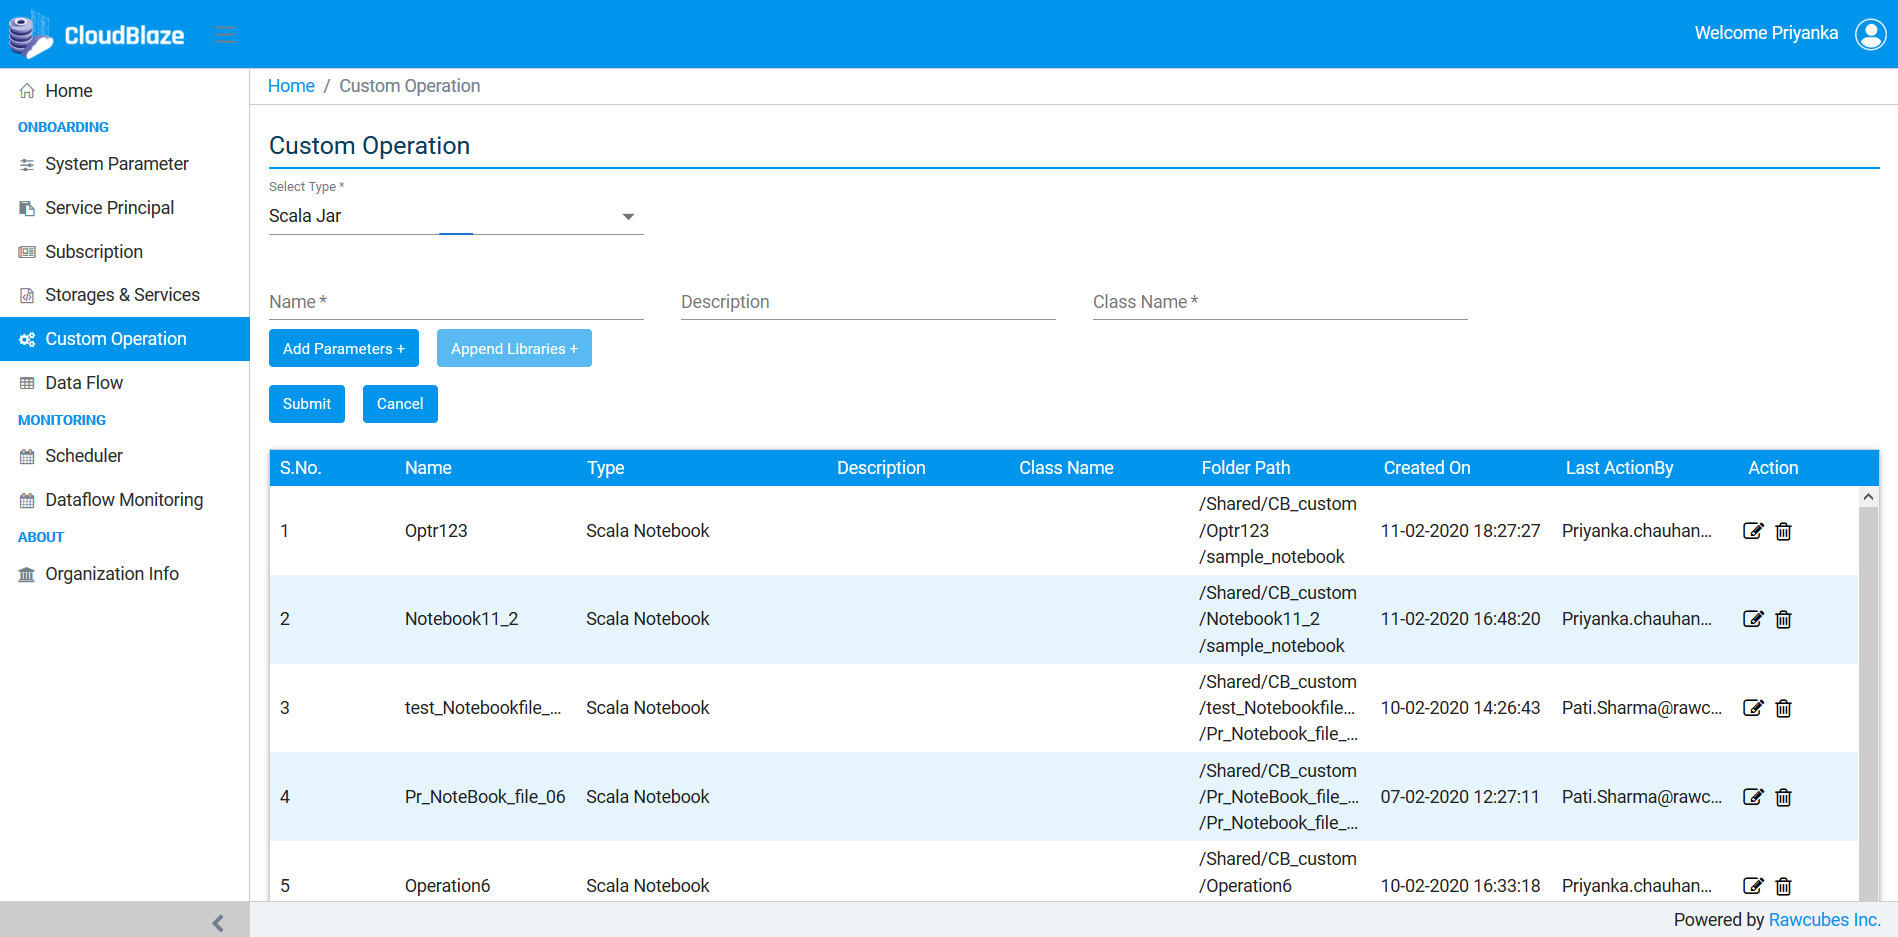 CloudBlaze
Welcome Priyanka
Home
ONBOARDING
System Parameter
Service Principal
Subscription
Storages & Services
Custom Operation
Data Flow
MONITORING
Scheduler
Dataflow Monitoring
ABOUT
Organization Info
Home / Custom Operation
Custom Operation
Select Type *
Scala Jar
Name * Description Class Name *
Add Parameters + Append Libraries +
Submit Cancel
S.No. Name Type Description Class Name Folder Path Created On Last ActionBy Action
/Shared/CB_custom
1 Optr123 Scala Notebook /Optr123 11-02-2020 18:27:27 Priyanka.chauhan...
/sample_notebook
/Shared/CB_custom
2 Notebook11_2 Scala Notebook /Notebook11_2 11-02-2020 16:48:20 Priyanka.chauhan...
/sample_notebook
/Shared/CB_custom
3 test_Notebookfile_... Scala Notebook /test_Notebookfile... 10-02-2020 14:26:43 Pati.Sharma@rawc...
/Pr_Notebook_file_...
/Shared/CB_custom
4 Pr_NoteBook_file_06 Scala Notebook /Pr_NoteBook_file_... 07-02-2020 12:27:11 Pati.Sharma@rawc...
/Pr_Notebook_file_...
/Shared/CB_custom
5 Operation6 Scala Notebook /Operation6 10-02-2020 16:33:18 Priyanka.chauhan...
Powered by Rawcubes Inc.